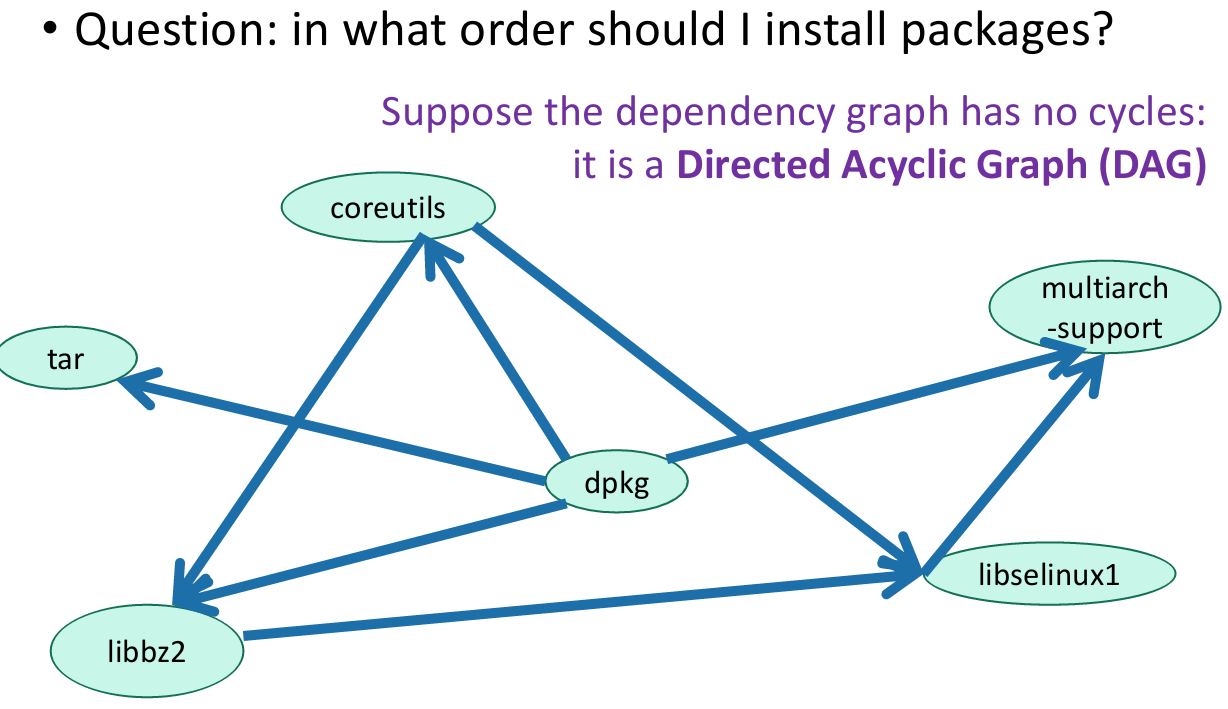 • Question: in what order should I install packages?
Suppose the dependency graph has no cycles:
it is a Directed Acyclic Graph (DAG)
coreutils
multiarch
-support
tar
dpkg
libselinux1
libbz2